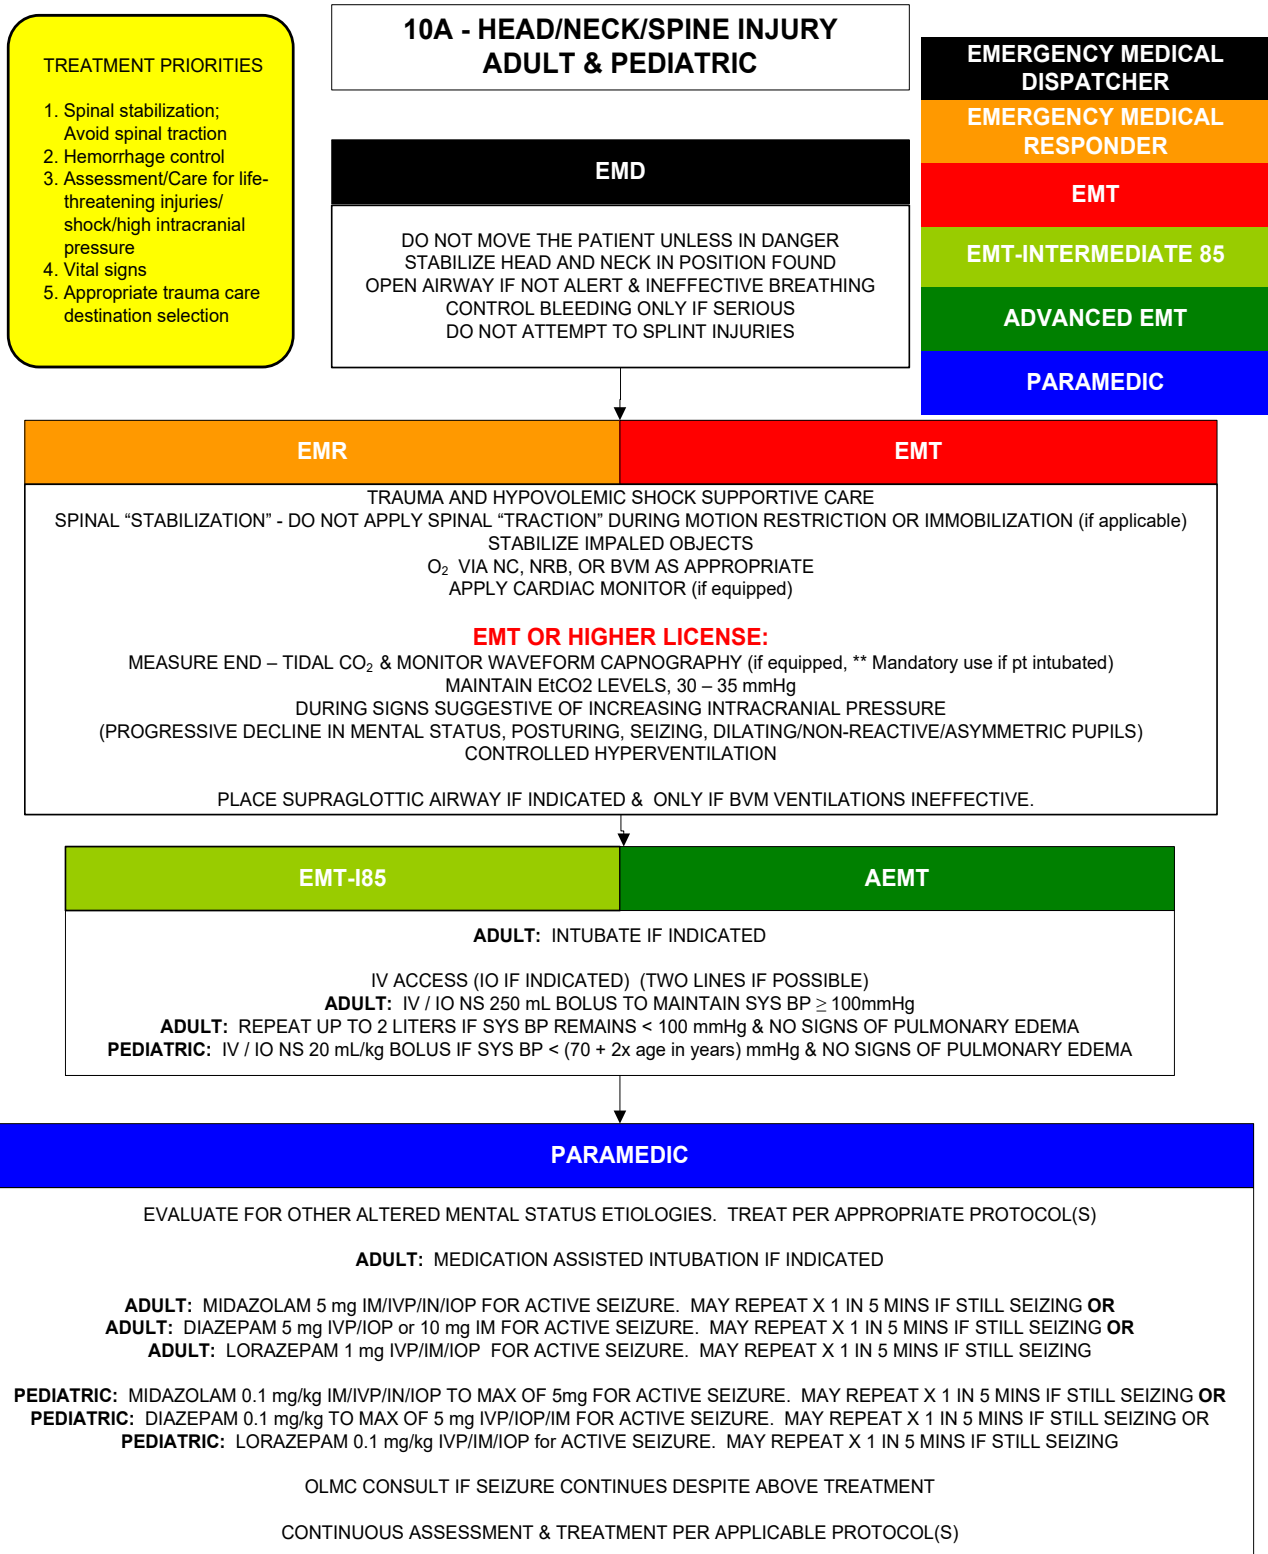 10A - HEAD/NECK/SPINE INJURY
ADULT & PEDIATRIC
TREATMENT PRIORITIES
1. Spinal stabilization;
Avoid spinal traction
2. Hemorrhage control
3. Assessment/Care for life-
threatening injuries/
shock/high intracranial
pressure
4. Vital signs
5. Appropriate trauma care
destination selection
EMERGENCY MEDICAL
DISPATCHER
EMERGENCY MEDICAL
RESPONDER
EMT
EMT-INTERMEDIATE 85
ADVANCED EMT
PARAMEDIC
EMD
DO NOT MOVE THE PATIENT UNLESS IN DANGER
STABILIZE HEAD AND NECK IN POSITION FOUND
OPEN AIRWAY IF NOT ALERT & INEFFECTIVE BREATHING
CONTROL BLEEDING ONLY IF SERIOUS
DO NOT ATTEMPT TO SPLINT INJURIES
EMR
EMT
TRAUMA AND HYPOVOLEMIC SHOCK SUPPORTIVE CARE
SPINAL “STABILIZATION” - DO NOT APPLY SPINAL “TRACTION” DURING MOTION RESTRICTION OR IMMOBILIZATION (if applicable)
STABILIZE IMPALED OBJECTS
O₂ VIA NC, NRB, OR BVM AS APPROPRIATE
APPLY CARDIAC MONITOR (if equipped)
EMT OR HIGHER LICENSE:
MEASURE END – TIDAL CO₂ & MONITOR WAVEFORM CAPNOGRAPHY (if equipped, ** Mandatory use if pt intubated)
MAINTAIN EtCO2 LEVELS, 30 – 35 mmHg
DURING SIGNS SUGGESTIVE OF INCREASING INTRACRANIAL PRESSURE
(PROGRESSIVE DECLINE IN MENTAL STATUS, POSTURING, SEIZING, DILATING/NON-REACTIVE/ASYMMETRIC PUPILS)
CONTROLLED HYPERVENTILATION
PLACE SUPRAGLOTTIC AIRWAY IF INDICATED & ONLY IF BVM VENTILATIONS INEFFECTIVE.
EMT-I85
AEMT
ADULT: INTUBATE IF INDICATED
IV ACCESS (IO IF INDICATED) (TWO LINES IF POSSIBLE)
ADULT: IV / IO NS 250 mL BOLUS TO MAINTAIN SYS BP ≥ 100mmHg
ADULT: REPEAT UP TO 2 LITERS IF SYS BP REMAINS < 100 mmHg & NO SIGNS OF PULMONARY EDEMA
PEDIATRIC: IV / IO NS 20 mL/kg BOLUS IF SYS BP < (70 + 2x age in years) mmHg & NO SIGNS OF PULMONARY EDEMA
PARAMEDIC
EVALUATE FOR OTHER ALTERED MENTAL STATUS ETIOLOGIES. TREAT PER APPROPRIATE PROTOCOL(S)
ADULT: MEDICATION ASSISTED INTUBATION IF INDICATED
ADULT: MIDAZOLAM 5 mg IM/IVP/IN/IOP FOR ACTIVE SEIZURE. MAY REPEAT X 1 IN 5 MINS IF STILL SEIZING OR
ADULT: DIAZEPAM 5 mg IVP/IOP or 10 mg IM FOR ACTIVE SEIZURE. MAY REPEAT X 1 IN 5 MINS IF STILL SEIZING OR
ADULT: LORAZEPAM 1 mg IVP/IM/IOP FOR ACTIVE SEIZURE. MAY REPEAT X 1 IN 5 MINS IF STILL SEIZING
PEDIATRIC: MIDAZOLAM 0.1 mg/kg IM/IVP/IN/IOP TO MAX OF 5mg FOR ACTIVE SEIZURE. MAY REPEAT X 1 IN 5 MINS IF STILL SEIZING OR
PEDIATRIC: DIAZEPAM 0.1 mg/kg TO MAX OF 5 mg IVP/IOP/IM FOR ACTIVE SEIZURE. MAY REPEAT X 1 IN 5 MINS IF STILL SEIZING OR
PEDIATRIC: LORAZEPAM 0.1 mg/kg IVP/IM/IOP for ACTIVE SEIZURE. MAY REPEAT X 1 IN 5 MINS IF STILL SEIZING
OLMC CONSULT IF SEIZURE CONTINUES DESPITE ABOVE TREATMENT
CONTINUOUS ASSESSMENT & TREATMENT PER APPLICABLE PROTOCOL(S)